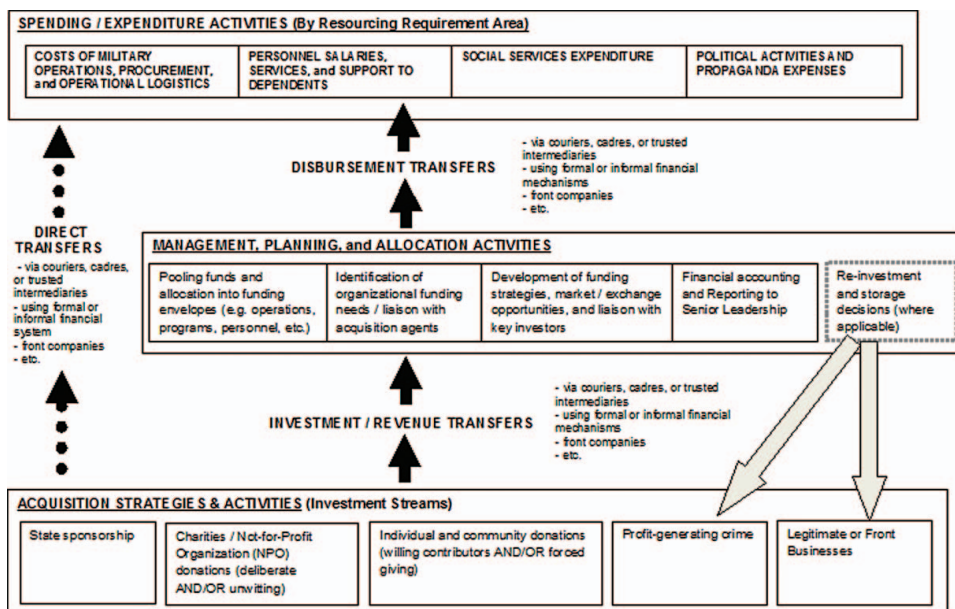 SPENDING / EXPENDITURE ACTIVITIES (By Resourcing Requirement Area)
COSTS OF MILITARY
OPERATIONS, PROCUREMENT,
and OPERATIONAL LOGISTICS
PERSONNEL SALARIES,
SERVICES, and SUPPORT TO
DEPENDENTS
SOCIAL SERVICES EXPENDITURE
POLITICAL ACTIVITIES AND
PROPAGANDA EXPENSES
DISBURSEMENT TRANSFERS
- via couriers, cadres, or trusted
intermediaries
- using formal or informal financial
mechanisms
- front companies
- etc.
DIRECT
TRANSFERS
- via couriers, cadres,
or trusted
intermediaries
- using formal or
informal financial
system
- front companies
- etc.
MANAGEMENT, PLANNING, and ALLOCATION ACTIVITIES
Pooling funds and
allocation into funding
envelopes (e.g. operations,
programs, personnel, etc.)
Identification of
organizational funding
needs / liaison with
acquisition agents
Development of funding
strategies, market / exchange
opportunities, and liaison with
key investors
Financial accounting
and Reporting to
Senior Leadership
Re-investment
and storage
decisions (where
applicable)
INVESTMENT / REVENUE TRANSFERS
- via couriers, cadres, or trusted
intermediaries
- using formal or informal financial
mechanisms
- front companies
- etc.
ACQUISITION STRATEGIES & ACTIVITIES (Investment Streams)
State sponsorship
Charities / Not-for-Profit
Organization (NPO)
donations (deliberate
AND/OR unwitting)
Individual and community donations
(willing contributors AND/OR forced
giving)
Profit-generating crime
Legitimate or Front
Businesses